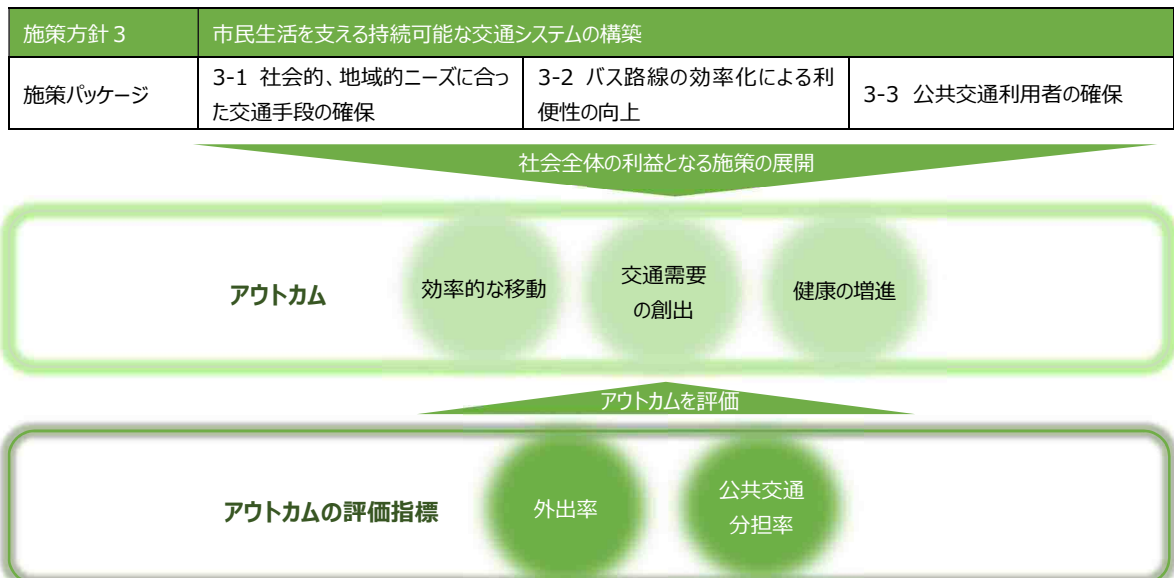 施策方針３
市民生活を支える持続可能な交通システムの構築
施策パッケージ
3-1 社会的、地域的ニーズに合っ
た交通手段の確保
3-2 バス路線の効率化による利
便性の向上
3-3 公共交通利用者の確保
社会全体の利益となる施策の展開
アウトカム
効率的な移動
交通需要
の創出
健康の増進
アウトカムを評価
アウトカムの評価指標
外出率
公共交通
分担率